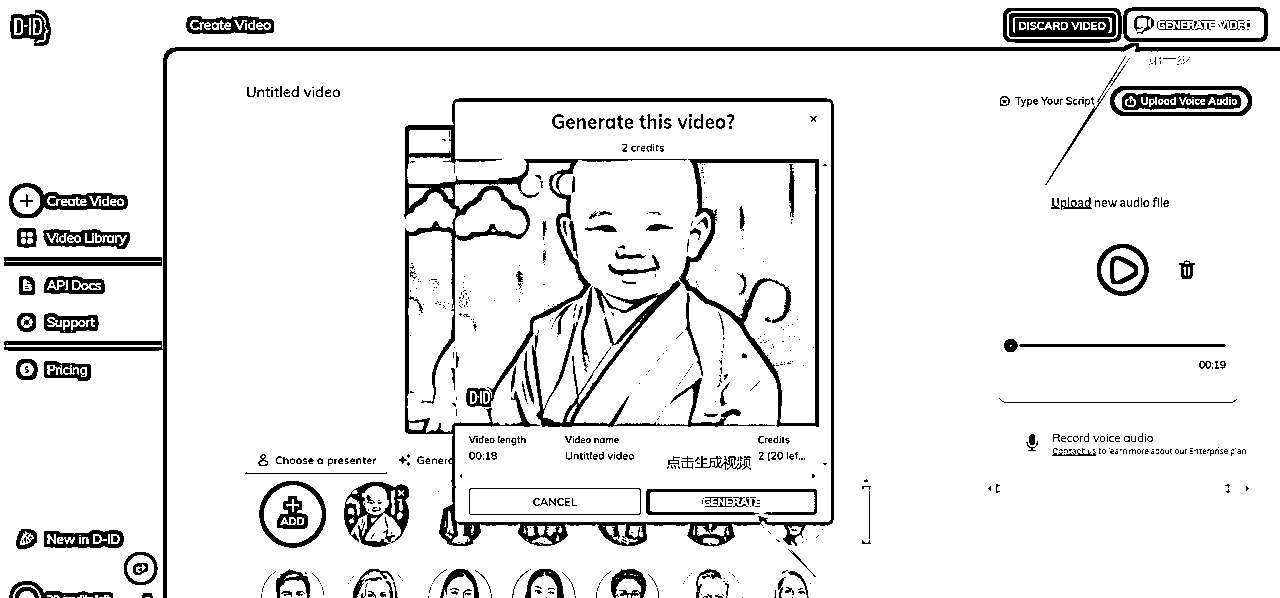 D-ID
Create Video
DISCARD VIDEO
GENERATE VIDEO
Untitled video
Type Your Script
Upload Voice Audio
Generate this video?
×
2 credits
Create Video
Video Library
API Docs
Support
Pricing
Upload new audio file
00:19
D-ID
Video length
Video name
Credits
00:18
Untitled video
2 (20 lef...
点击生成视频
Record voice audio
Contact us to learn more about our Enterprise plan
Choose a presenter
Gener
CANCEL
GENERATE
ADD
New in D-ID